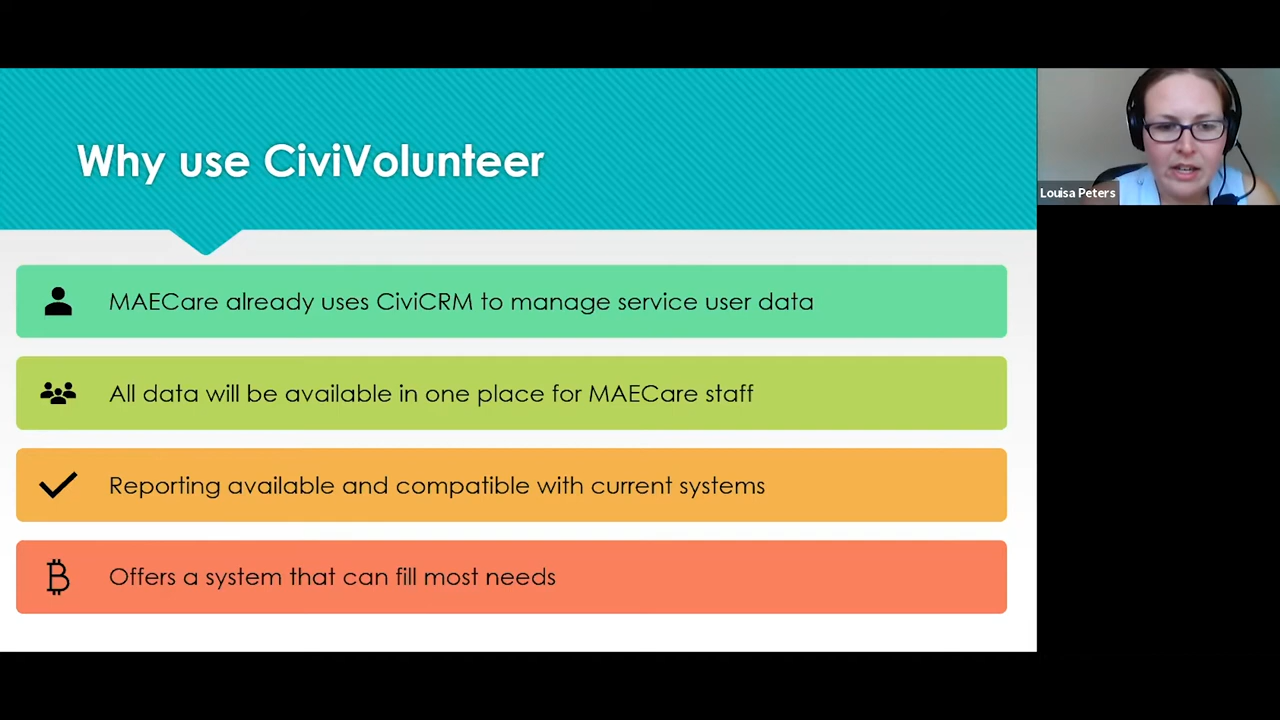 Why use CiviVolunteer
Louisa Peters
MAECare already uses CiviCRM to manage service user data
All data will be available in one place for MAECare staff
Reporting available and compatible with current systems
Offers a system that can fill most needs